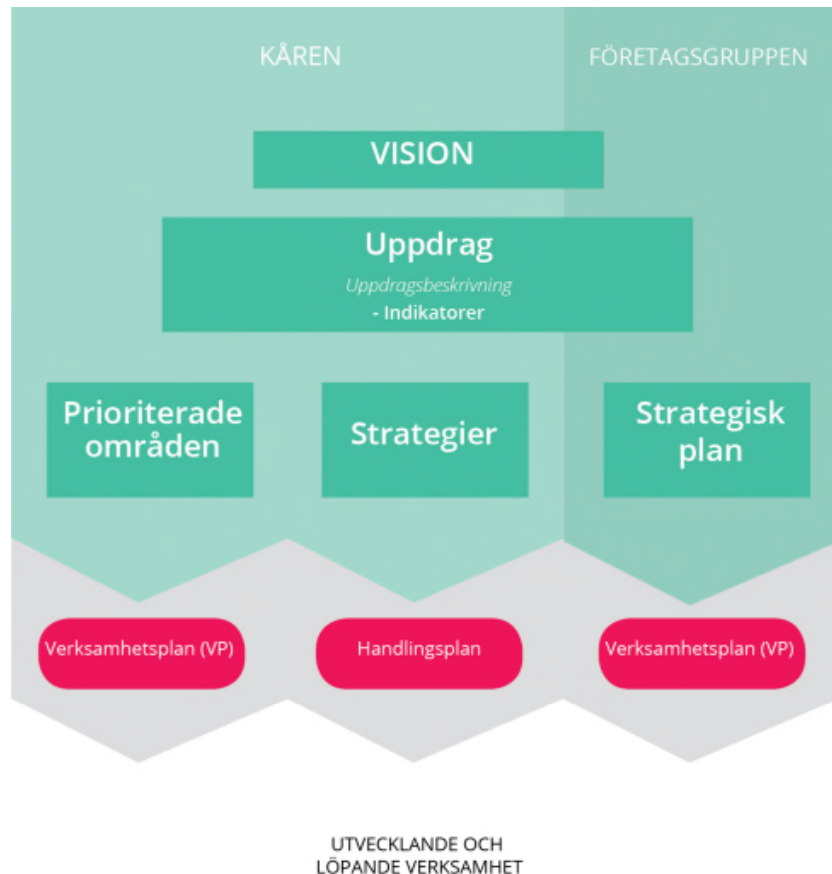 KÅREN
FÖRETAGSGRUPPEN
VISION
Uppdrag
Uppdragsbeskrivning
- Indikatorer
Prioriterade
områden
Strategier
Strategisk
plan
Verksamhetsplan (VP)
Handlingsplan
Verksamhetsplan (VP)
UTVECKLANDE OCH
LÖPANDE VERKSAMHET